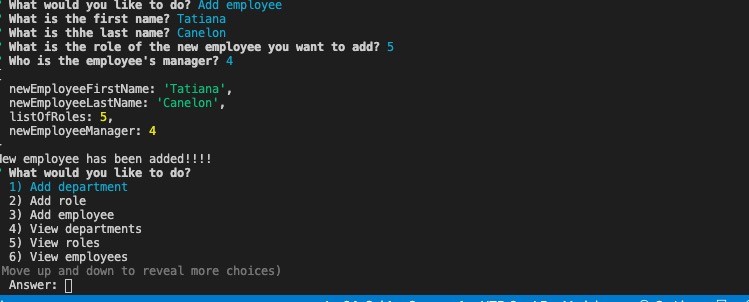 What would you like to do? Add employee
What is the first name? Tatiana
What is thhe last name? Canelon
What is the role of the new employee you want to add? 5
Who is the employee's manager? 4
newEmployeeFirstName: 'Tatiana',
newEmployeeLastName: 'Canelon',
listOfRoles: 5,
newEmployeeManager: 4
employee has been added!!!!
What would you like to do?
1) Add department
2) Add role
3) Add employee
4) View departments
5) View roles
6) View employees
Move up and down to reveal more choices)
Answer: